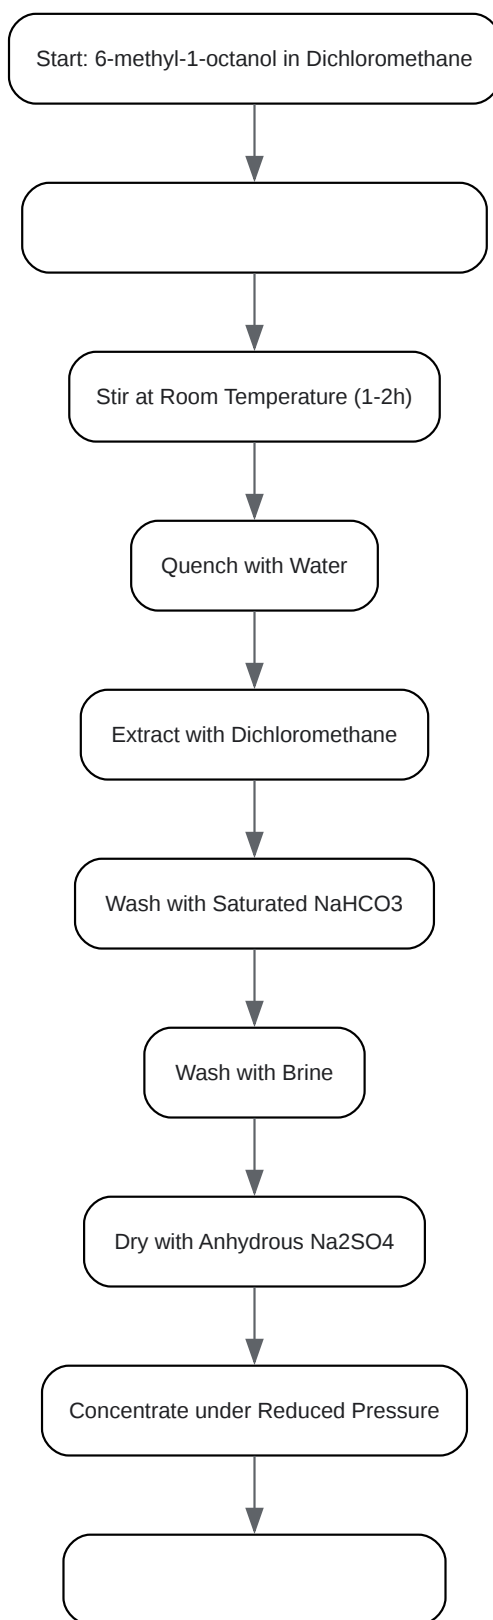 Start: 6-methyl-1-octanol in Dichloromethane
Stir at Room Temperature (1-2h)
Quench with Water
Extract with Dichloromethane
Wash with Saturated NaHCO3
Wash with Brine
Dry with Anhydrous Na2SO4
Concentrate under Reduced Pressure